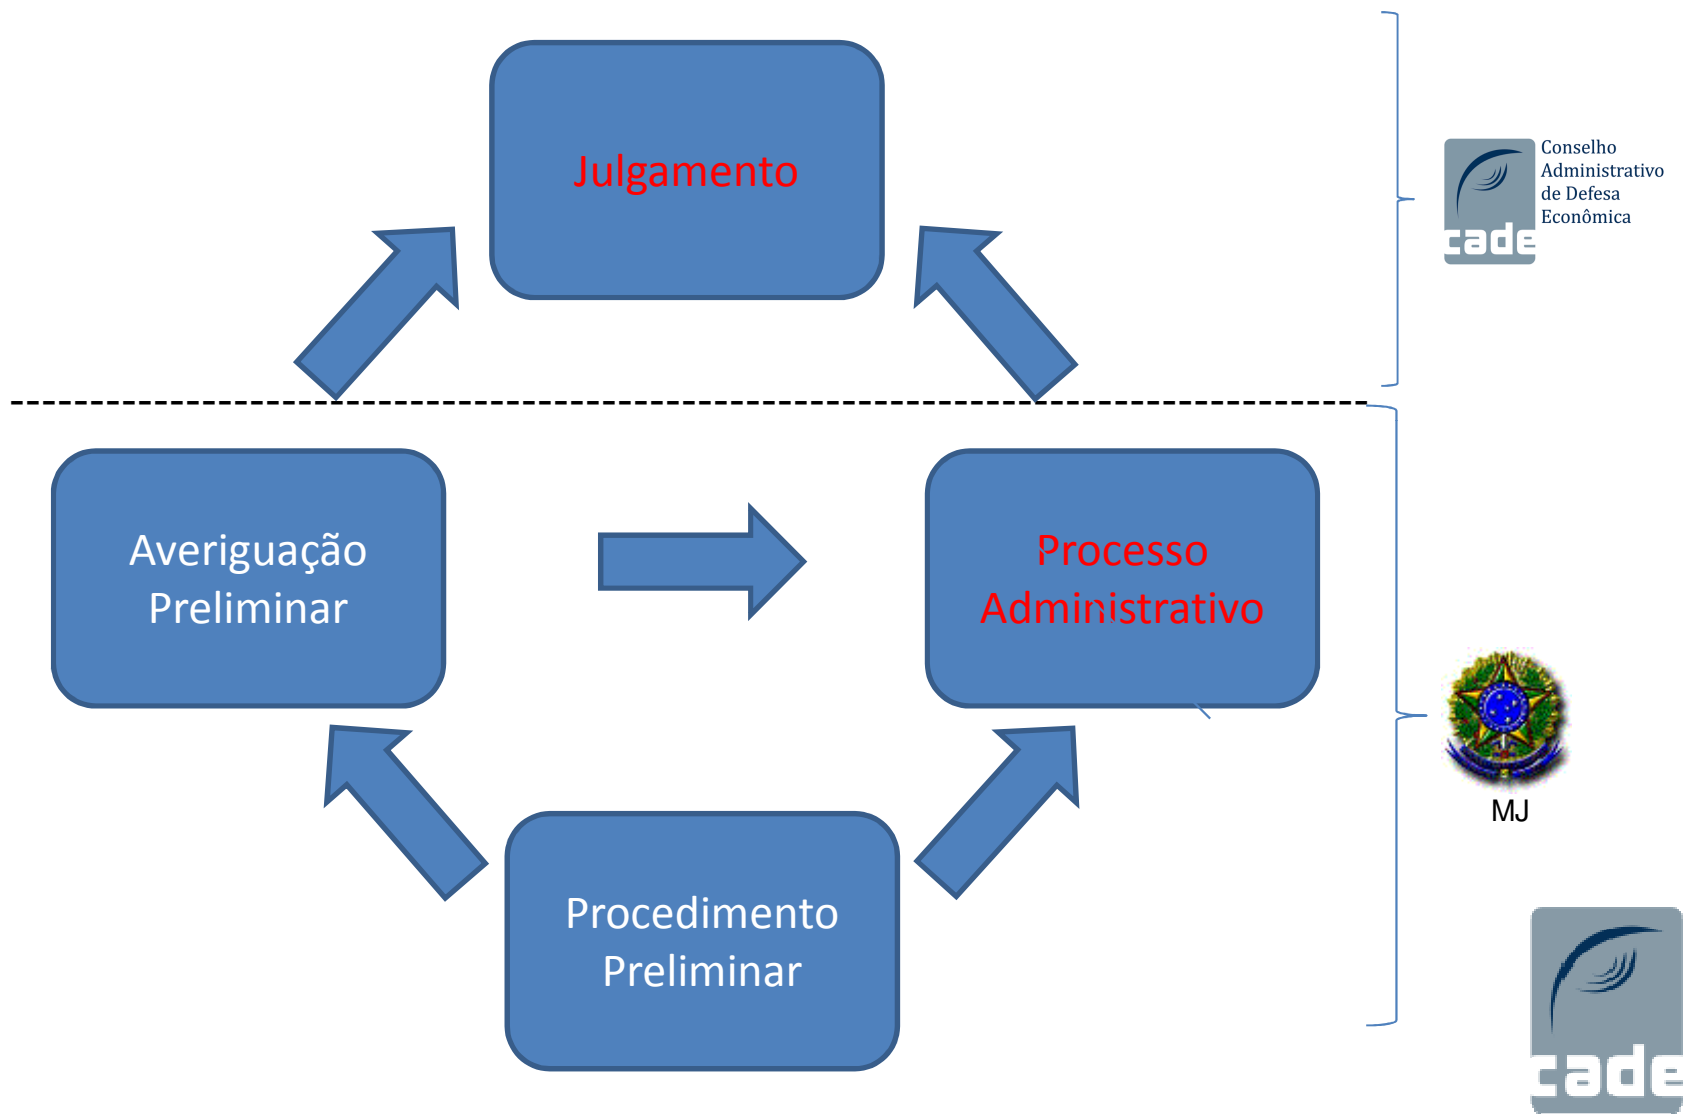 Julgamento
Conselho
Administrativo
de Defesa
Econômica
cade
Averiguação
Preliminar
Processo
Administrativo
MJ
Procedimento
Preliminar
cade